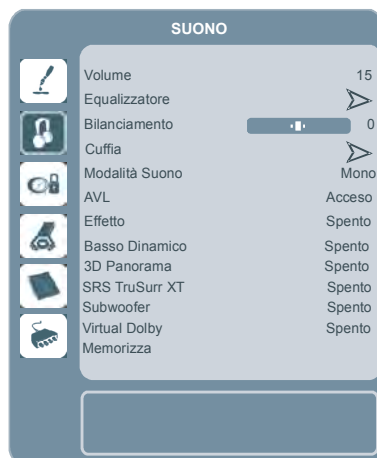 SUONO
Volume 15
Equalizzatore
Bilanciamento 0
Cuffia
Modalità Suono Mono
AVL Acceso
Effetto Spento
Basso Dinamico Spento
3D Panorama Spento
SRS TruSurr XT Spento
Subwoofer Spento
Virtual Dolby Spento
Memorizza